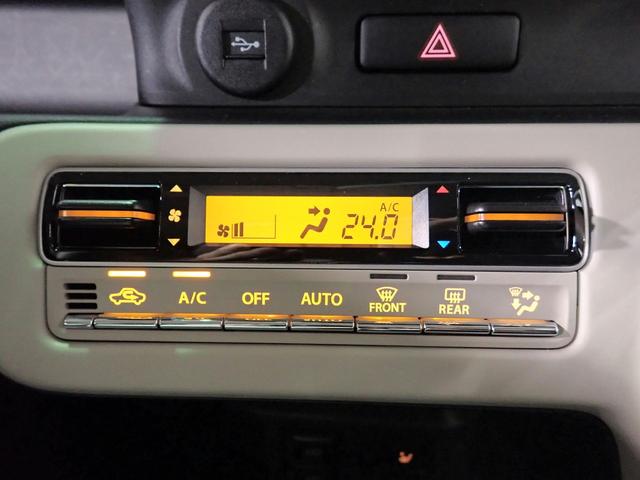 A/C
24.0
A/C OFF AUTO FRONT REAR